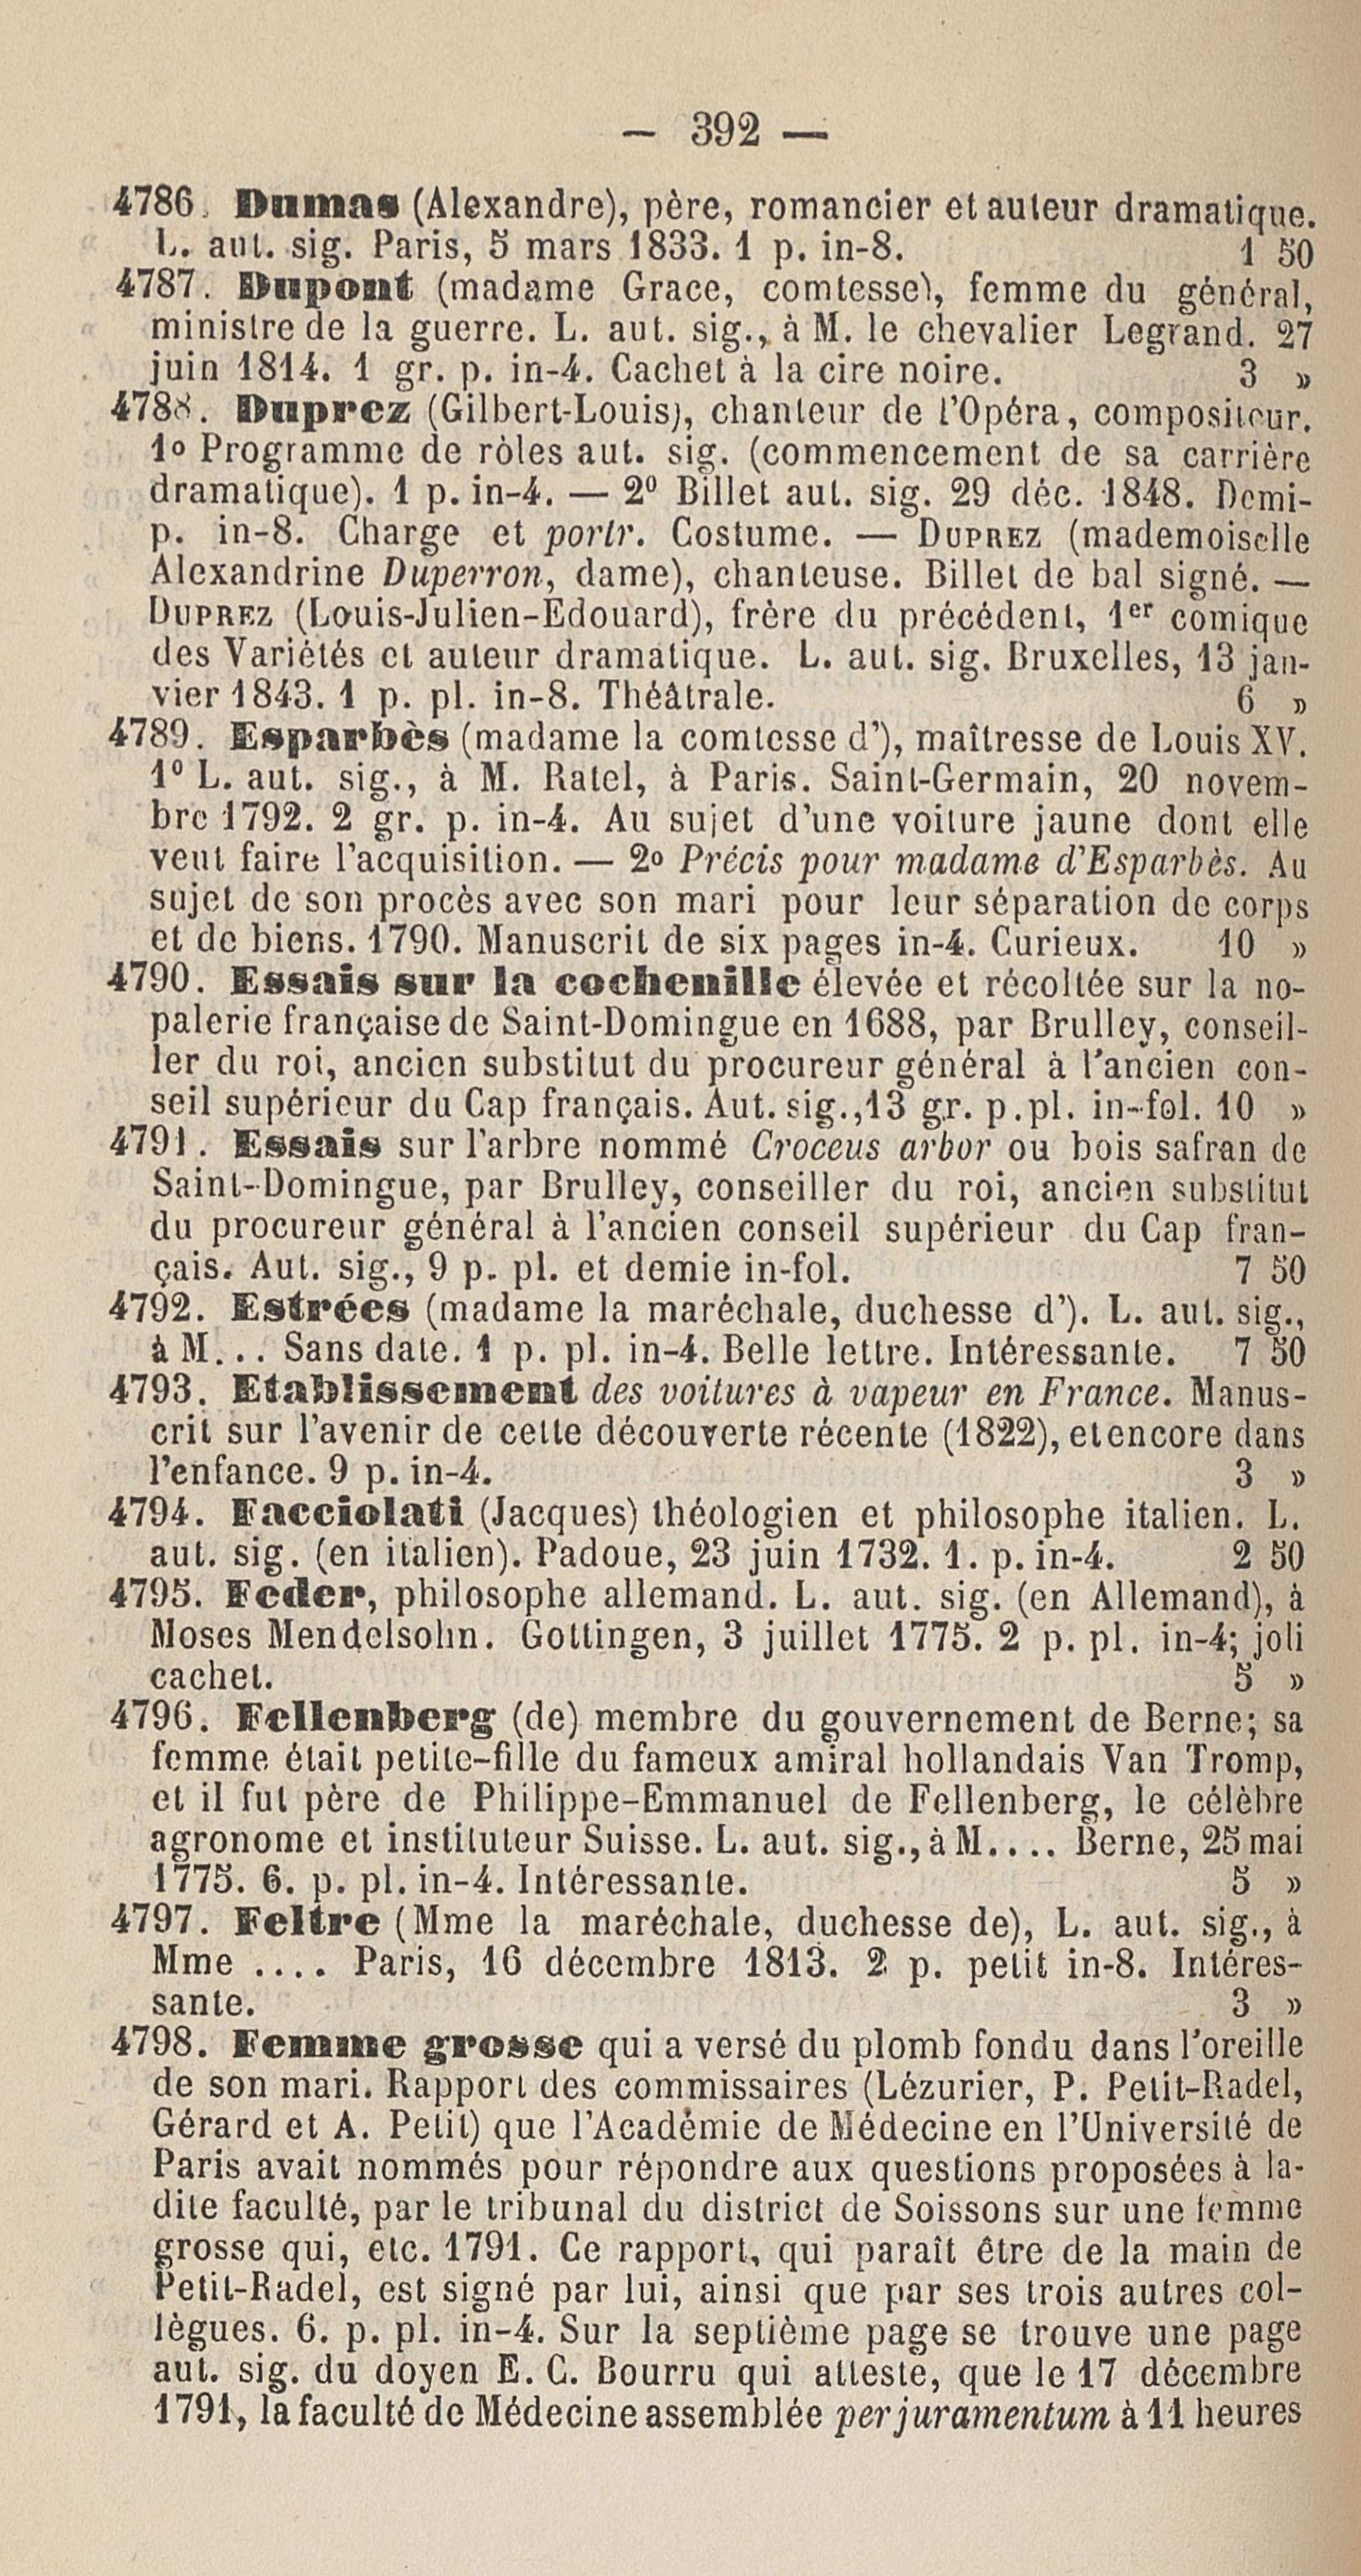 — 392 —
4786. Dumas (Alexandre), père, romancier et auteur dramatique.
L. aut. sig. Paris, 5 mars 1833. 1 p. in-8. 1 50
4787. Dupont (madame Grace, comtesse), femme du général,
ministre de la guerre. L. aut. sig., à M. le chevalier Legrand. 27
juin 1814. 1 gr. p. in-4. Cachet à la cire noire. 3 »
4788. Duprez (Gilbert-Louis), chanteur de l'Opéra, compositeur.
1o Programme de rôles aut. sig. (commencement de sa carrière
dramatique). 1 p. in-4. — 2o Billet aut. sig. 29 déc. 1848. Demi-
p. in-8. Charge et portr. Costume. — DUPREZ (mademoiselle
Alexandrine Duperron, dame), chanteuse. Billet de bal signé. —
DUPREZ (Louis-Julien-Edouard), frère du précédent, 1er comique
des Variétés et auteur dramatique. L. aut. sig. Bruxelles, 13 jan-
vier 1843. 1 p. pl. in-8. Théâtrale. 6 »
4789. Esparbès (madame la comtesse d'), maîtresse de Louis XV.
1o L. aut. sig., à M. Ratel, à Paris. Saint-Germain, 20 novem-
bre 1792. 2 gr. p. in-4. Au sujet d'une voiture jaune dont elle
veut faire l'acquisition. — 2o Précis pour madame d'Esparbès. Au
sujet de son procès avec son mari pour leur séparation de corps
et de biens. 1790. Manuscrit de six pages in-4. Curieux. 10 »
4790. Essais sur la cochenille élevée et récoltée sur la no-
palerie française de Saint-Domingue en 1688, par Brulley, conseil-
ler du roi, ancien substitut du procureur général à l'ancien con-
seil supérieur du Cap français. Aut. sig.,13 gr. p. pl. in-fol. 10 »
4791. Essais sur l'arbre nommé Croceus arbor ou bois safran de
Saint-Domingue, par Brulley, conseiller du roi, ancien substitut
du procureur général à l'ancien conseil supérieur du Cap fran-
çais. Aut. sig., 9 p. pl. et demie in-fol. 7 50
4792. Estrées (madame la maréchale, duchesse d'). L. aut. sig.,
à M... Sans date. 1 p. pl. in-4. Belle lettre. Intéressante. 7 50
4793. Etablissement des voitures à vapeur en France. Manus-
crit sur l'avenir de cette découverte récente (1822), et encore dans
l'enfance. 9 p. in-4. 3 »
4794. Facciolati (Jacques) théologien et philosophe italien. L.
aut. sig. (en italien). Padoue, 23 juin 1732. 1. p. in-4. 2 50
4795. Feder, philosophe allemand. L. aut. sig. (en Allemand), à
Moses Mendelsohn. Gottingen, 3 juillet 1775. 2 p. pl. in-4; joli
cachet. 5 »
4796. Fellenberg (de) membre du gouvernement de Berne; sa
femme était petite-fille du fameux amiral hollandais Van Tromp,
et il fut père de Philippe-Emmanuel de Fellenberg, le célèbre
agronome et instituteur Suisse. L. aut. sig., à M.... Berne, 25 mai
1775. 6. p. pl. in-4. Intéressante. 5 »
4797. Feltre (Mme la maréchale, duchesse de), L. aut. sig., à
Mme .... Paris, 16 décembre 1813. 2 p. petit in-8. Intéres-
sante. 3 »
4798. Femme grosse qui a versé du plomb fondu dans l'oreille
de son mari. Rapport des commissaires (Lézurier, P. Petit-Radel,
Gérard et A. Petit) que l'Académie de Médecine en l'Université de
Paris avait nommés pour répondre aux questions proposées à la-
dite faculté, par le tribunal du district de Soissons sur une femme
grosse qui, etc. 1791. Ce rapport, qui paraît être de la main de
Petit-Radel, est signé par lui, ainsi que par ses trois autres col-
lègues. 6. p. pl. in-4. Sur la septième page se trouve une page
aut. sig. du doyen E. C. Bourru qui atteste, que le 17 décembre
1791, la faculté de Médecine assemblée per juramentum à 11 heures